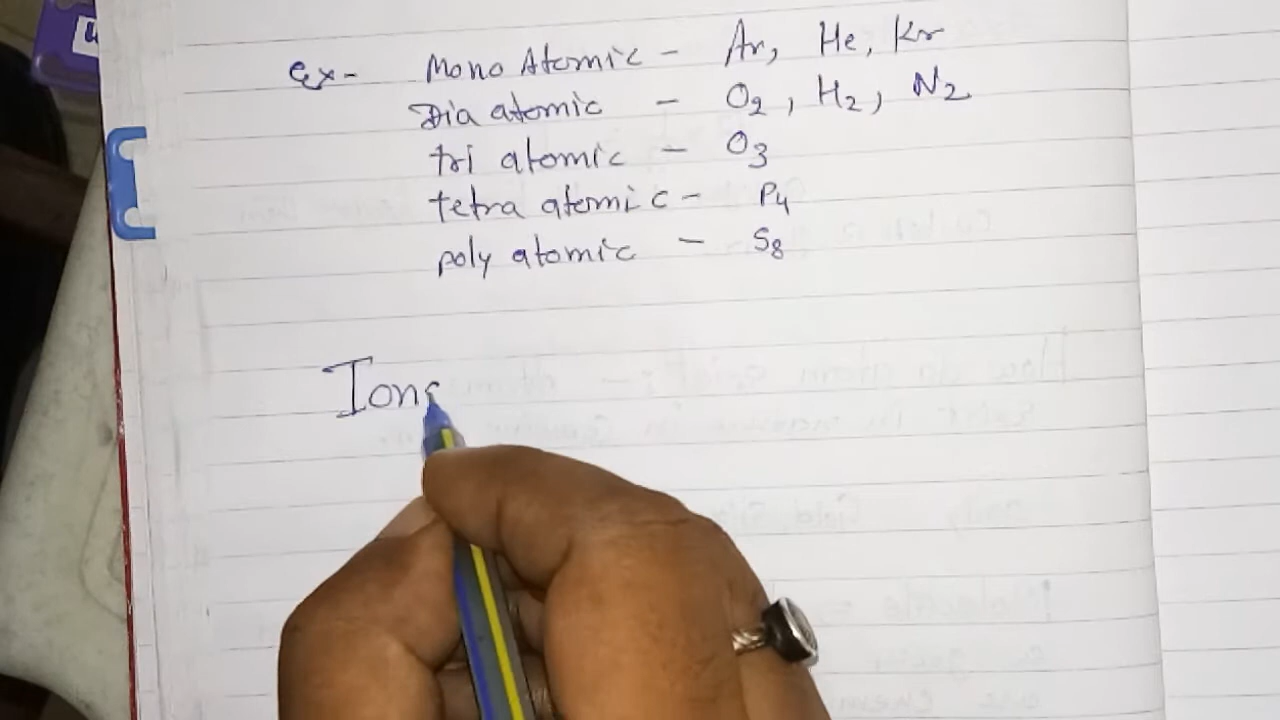 ex- Mono Atomic - Ar, He, Kr
Dia atomic - O2, H2, N2
tri atomic - O3
tetra atomic - P4
poly atomic - S8
Ions